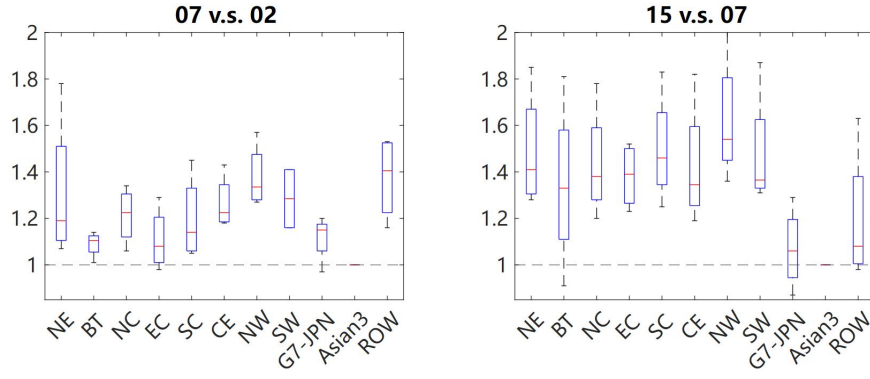 07 v.s. 02
2
1.8
1.6
1.4
1.2
1
NE
BT
NC
EC
SC
CE
NW
SW
G7-JPN
Asian3
ROW
15 v.s. 07
2
1.8
1.6
1.4
1.2
1
NE
BT
NC
EC
SC
CE
NW
SW
G7-JPN
Asian3
ROW